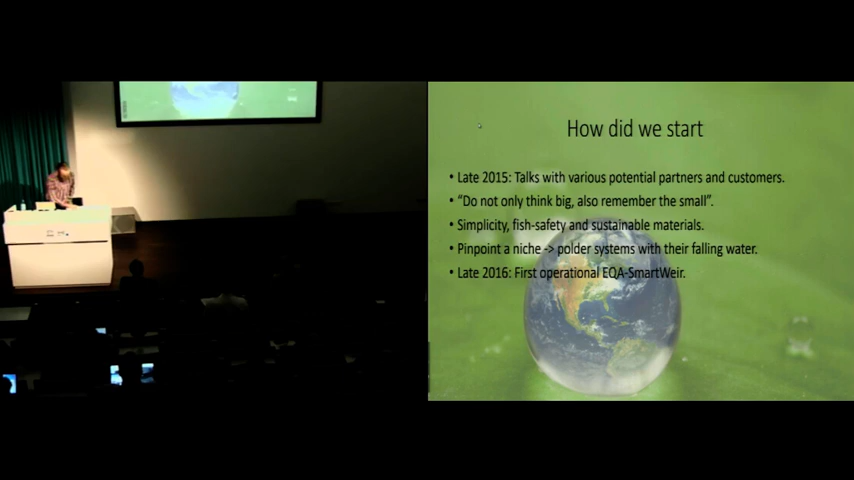 How did we start
• Late 2015: Talks with various potential partners and customers.
• “Do not only think big, also remember the small”.
• Simplicity, fish-safety and sustainable materials.
• Pinpoint a niche -> polder systems with their falling water.
• Late 2016: First operational EQA-SmartWeir.